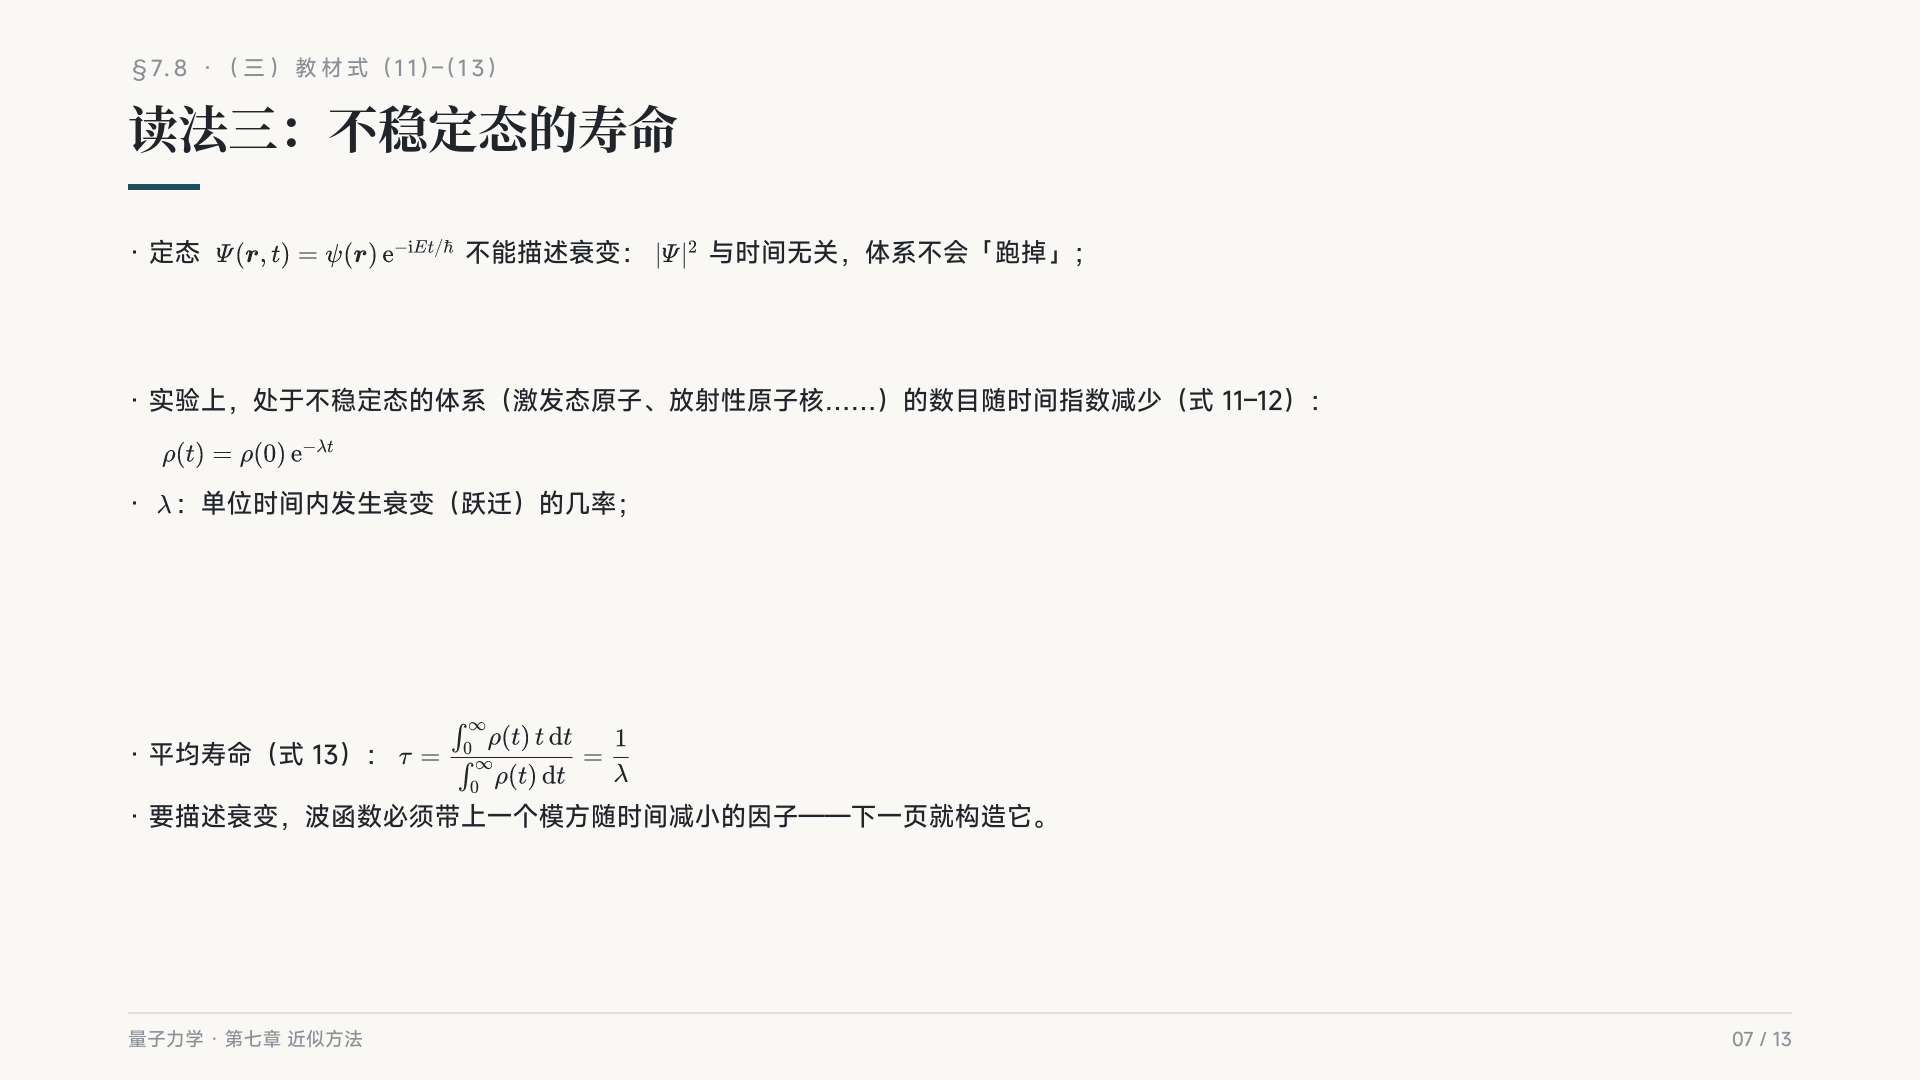 §7.8 · （三）教材式 (11)–(13)
读法三：不稳定态的寿命
· 定态 Ψ(r, t) = ψ(r) e^{−iEt/ħ} 不能描述衰变： |Ψ|² 与时间无关，体系不会「跑掉」；
· 实验上，处于不稳定态的体系（激发态原子、放射性原子核……）的数目随时间指数减少（式 11–12）：
ρ(t) = ρ(0) e^{−λt}
· λ：单位时间内发生衰变（跃迁）的几率；
· 平均寿命（式 13）： τ = \frac{∫_0^∞ ρ(t) t dt}{∫_0^∞ ρ(t) dt} = \frac{1}{λ}
· 要描述衰变，波函数必须带上一个模方随时间减小的因子——下一页就构造它。
量子力学 · 第七章 近似方法
07 / 13